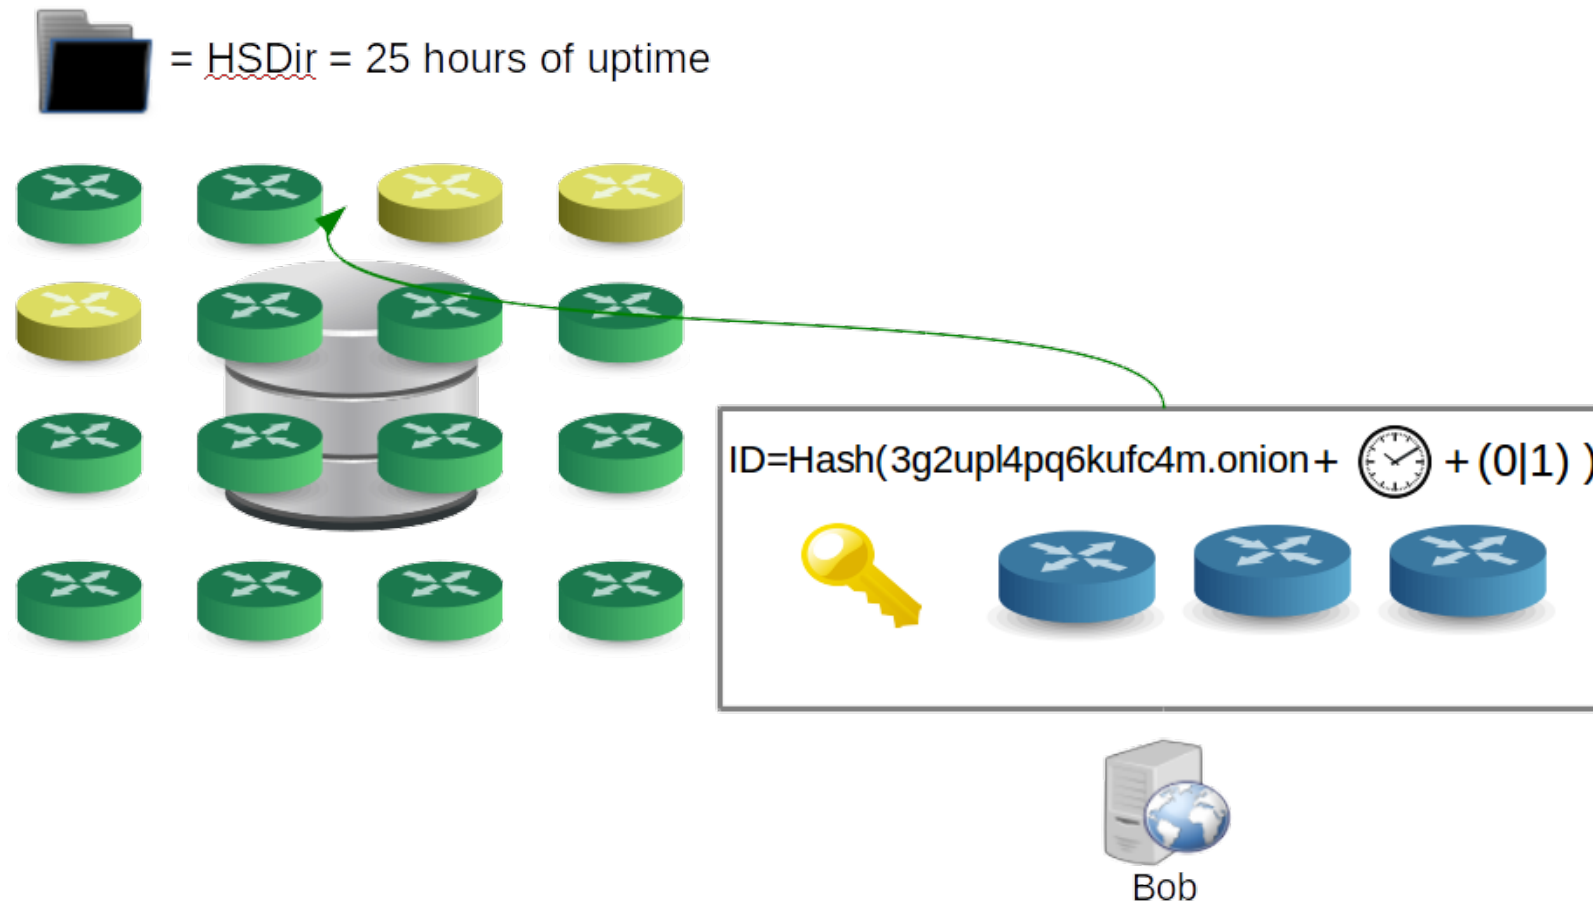 = HSDir = 25 hours of uptime
ID=Hash(3g2upl4pq6kufc4m.onion+ + (0|1) )
Bob